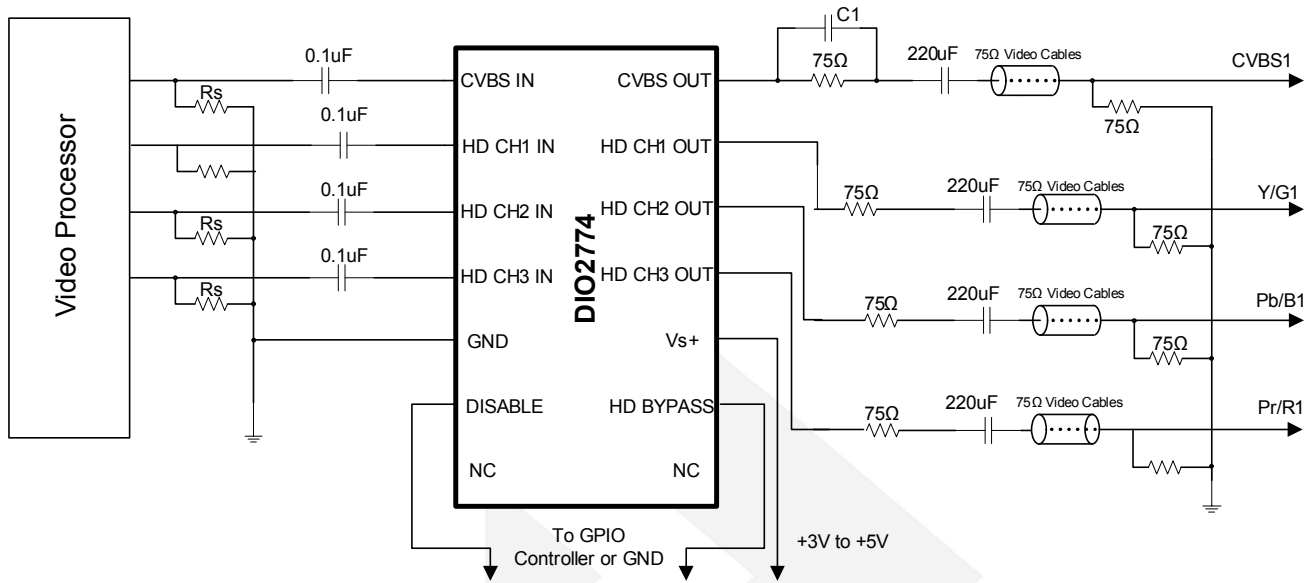 Video Processor
Rs
Rs
Rs
0.1uF
0.1uF
0.1uF
0.1uF
DIO2774
CVBS IN
HD CH1 IN
HD CH2 IN
HD CH3 IN
GND
DISABLE
NC
CVBS OUT
HD CH1 OUT
HD CH2 OUT
HD CH3 OUT
Vs+
HD BYPASS
NC
C1
75Ω
220uF
75Ω Video Cables
CVBS1
75Ω
75Ω
220uF
75Ω Video Cables
Y/G1
75Ω
75Ω
220uF
75Ω Video Cables
Pb/B1
75Ω
75Ω
220uF
75Ω Video Cables
Pr/R1
To GPIO
Controller or GND
+3V to +5V